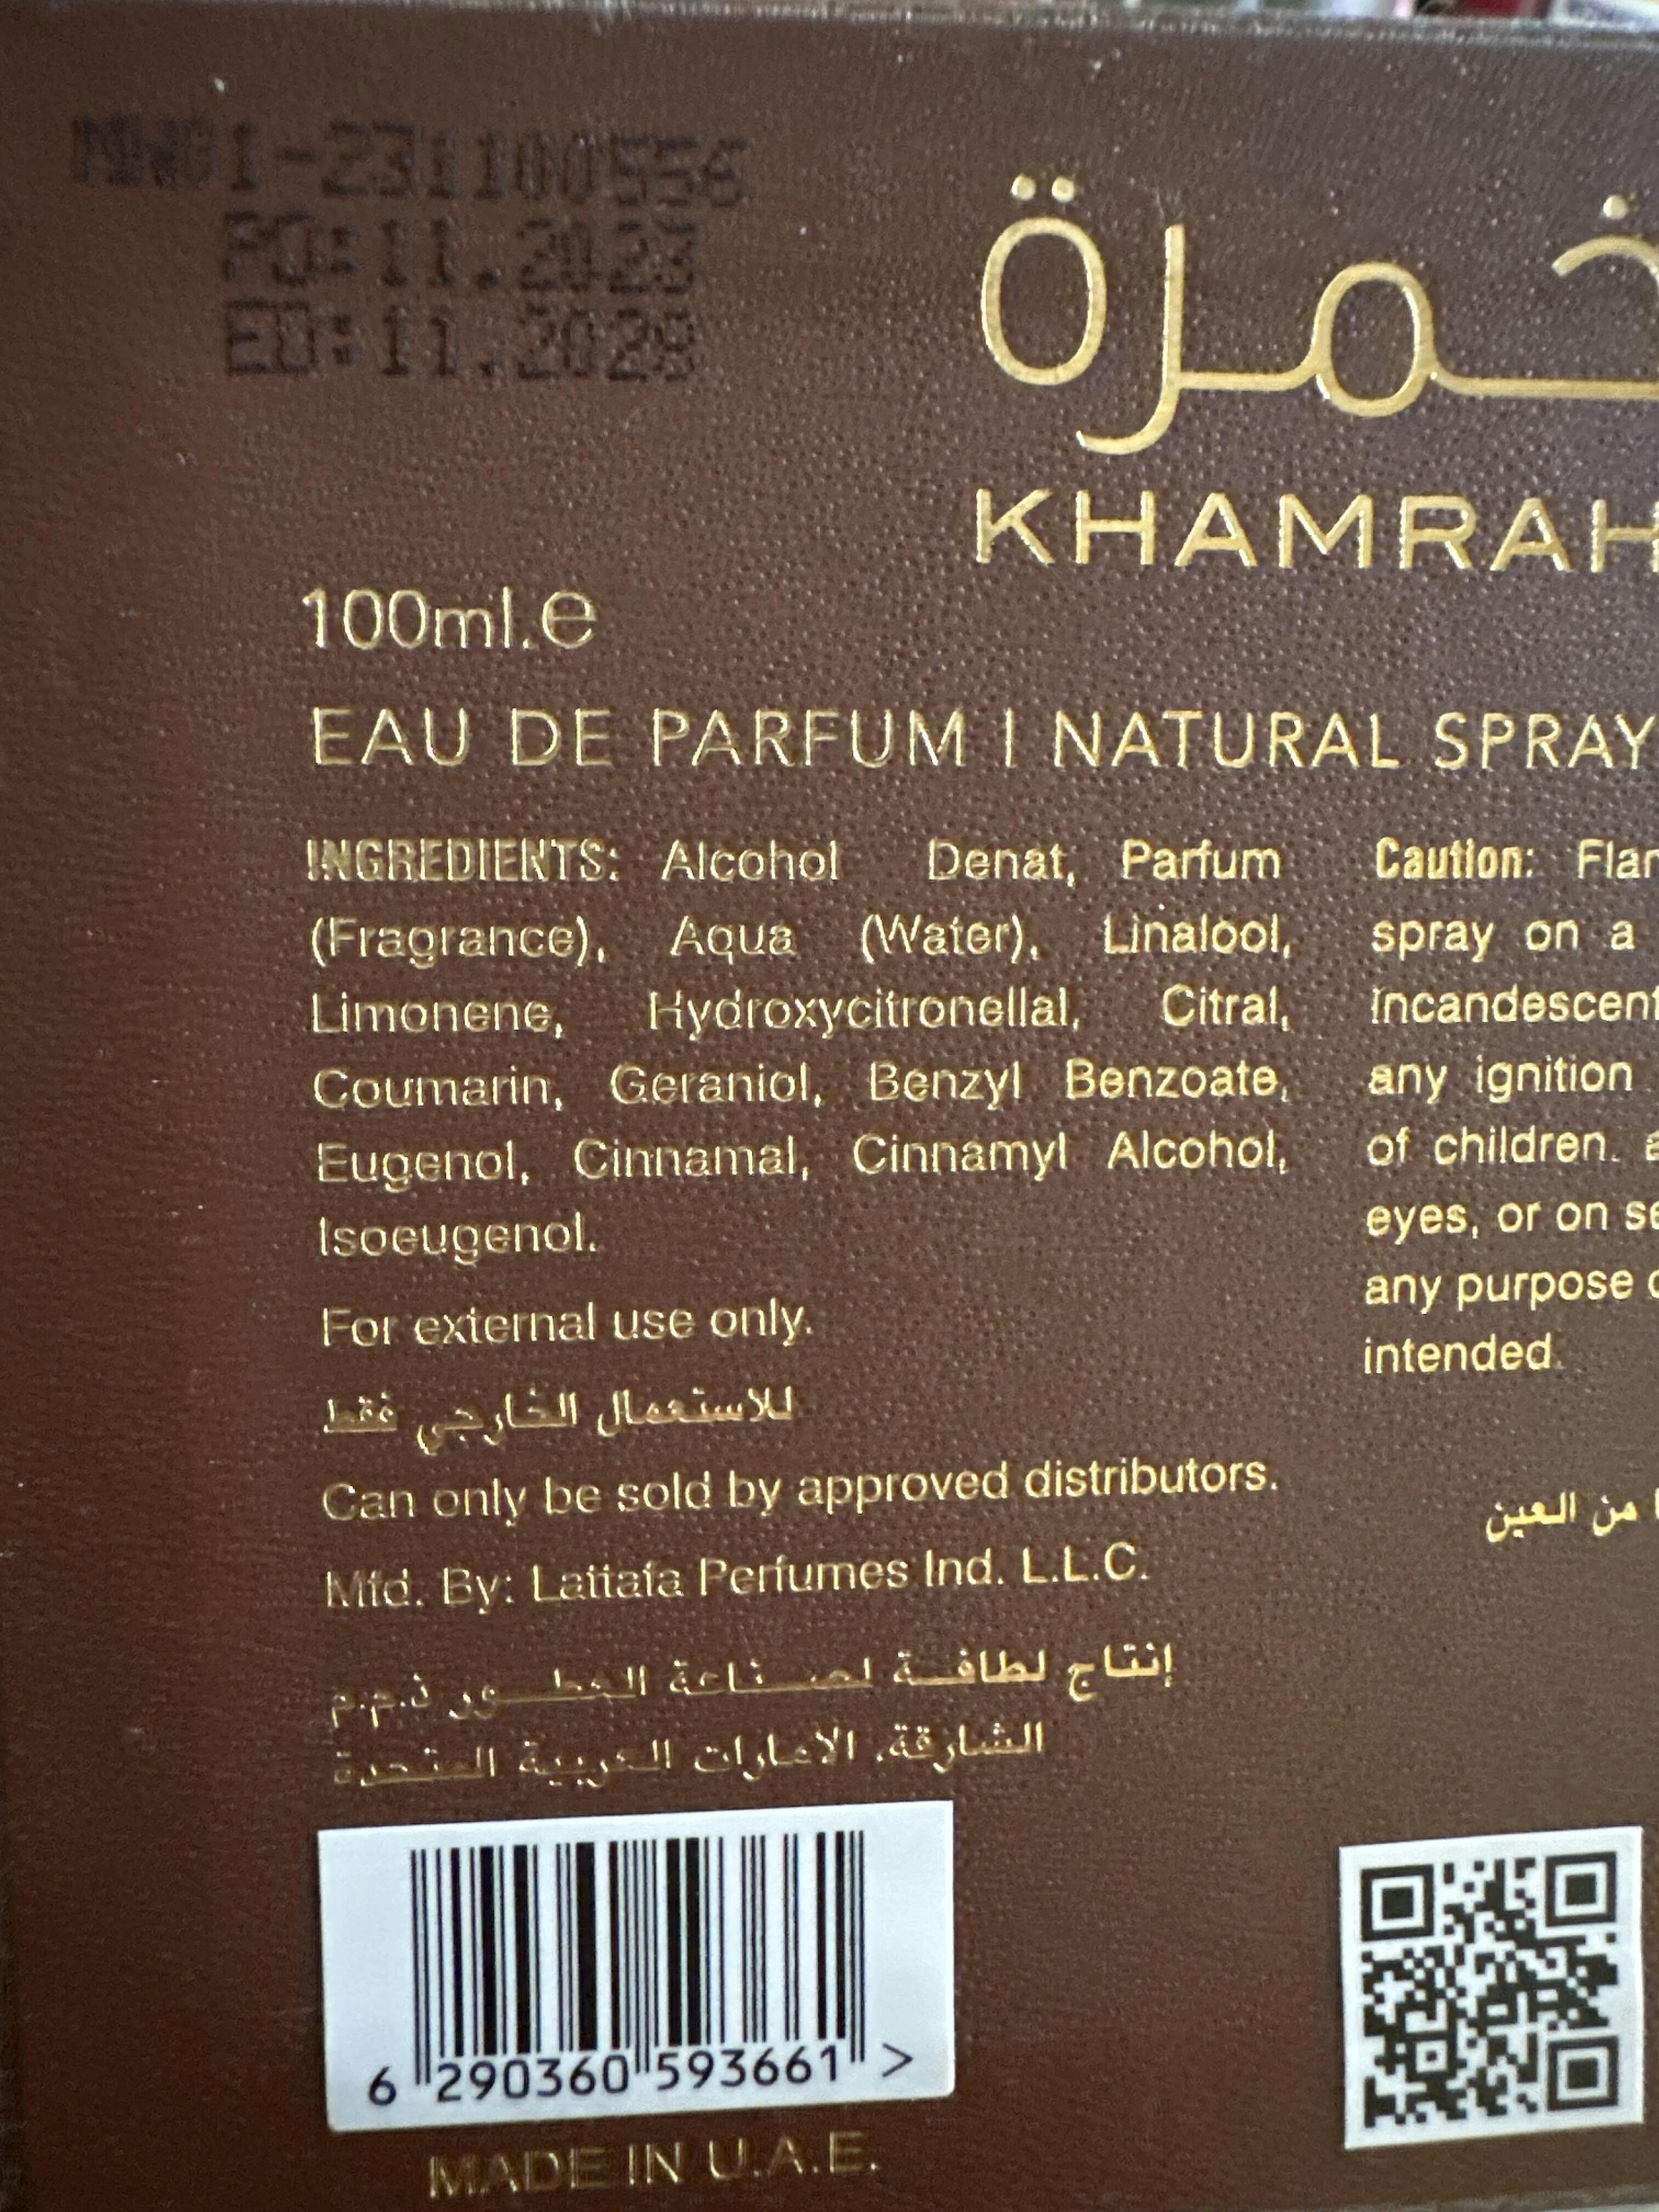 MW01-231100556
PD:11.2023
ED:11.2028
خمرة
KHAMRAH
100ml.e
EAU DE PARFUM | NATURAL SPRAY
INGREDIENTS: Alcohol Denat, Parfum
(Fragrance), Aqua (Water), Linalool,
Limonene, Hydroxycitronellal, Citral,
Coumarin, Geraniol, Benzyl Benzoate,
Eugenol, Cinnamal, Cinnamyl Alcohol,
Isoeugenol.
For external use only.
للاستعمال الخارجي فقط
Can only be sold by approved distributors.
Mfd. By: Lattafa Perfumes Ind. L.L.C.
إنتاج لطافة لصناعة العطور ذ.م.م
الشارقة، الامارات العربية المتحدة
6 290360 593661 >
MADE IN U.A.E.
Caution:
spray on a
Incandescent
any ignition
of children.
eyes, or on
any purpose
intended.
من العين